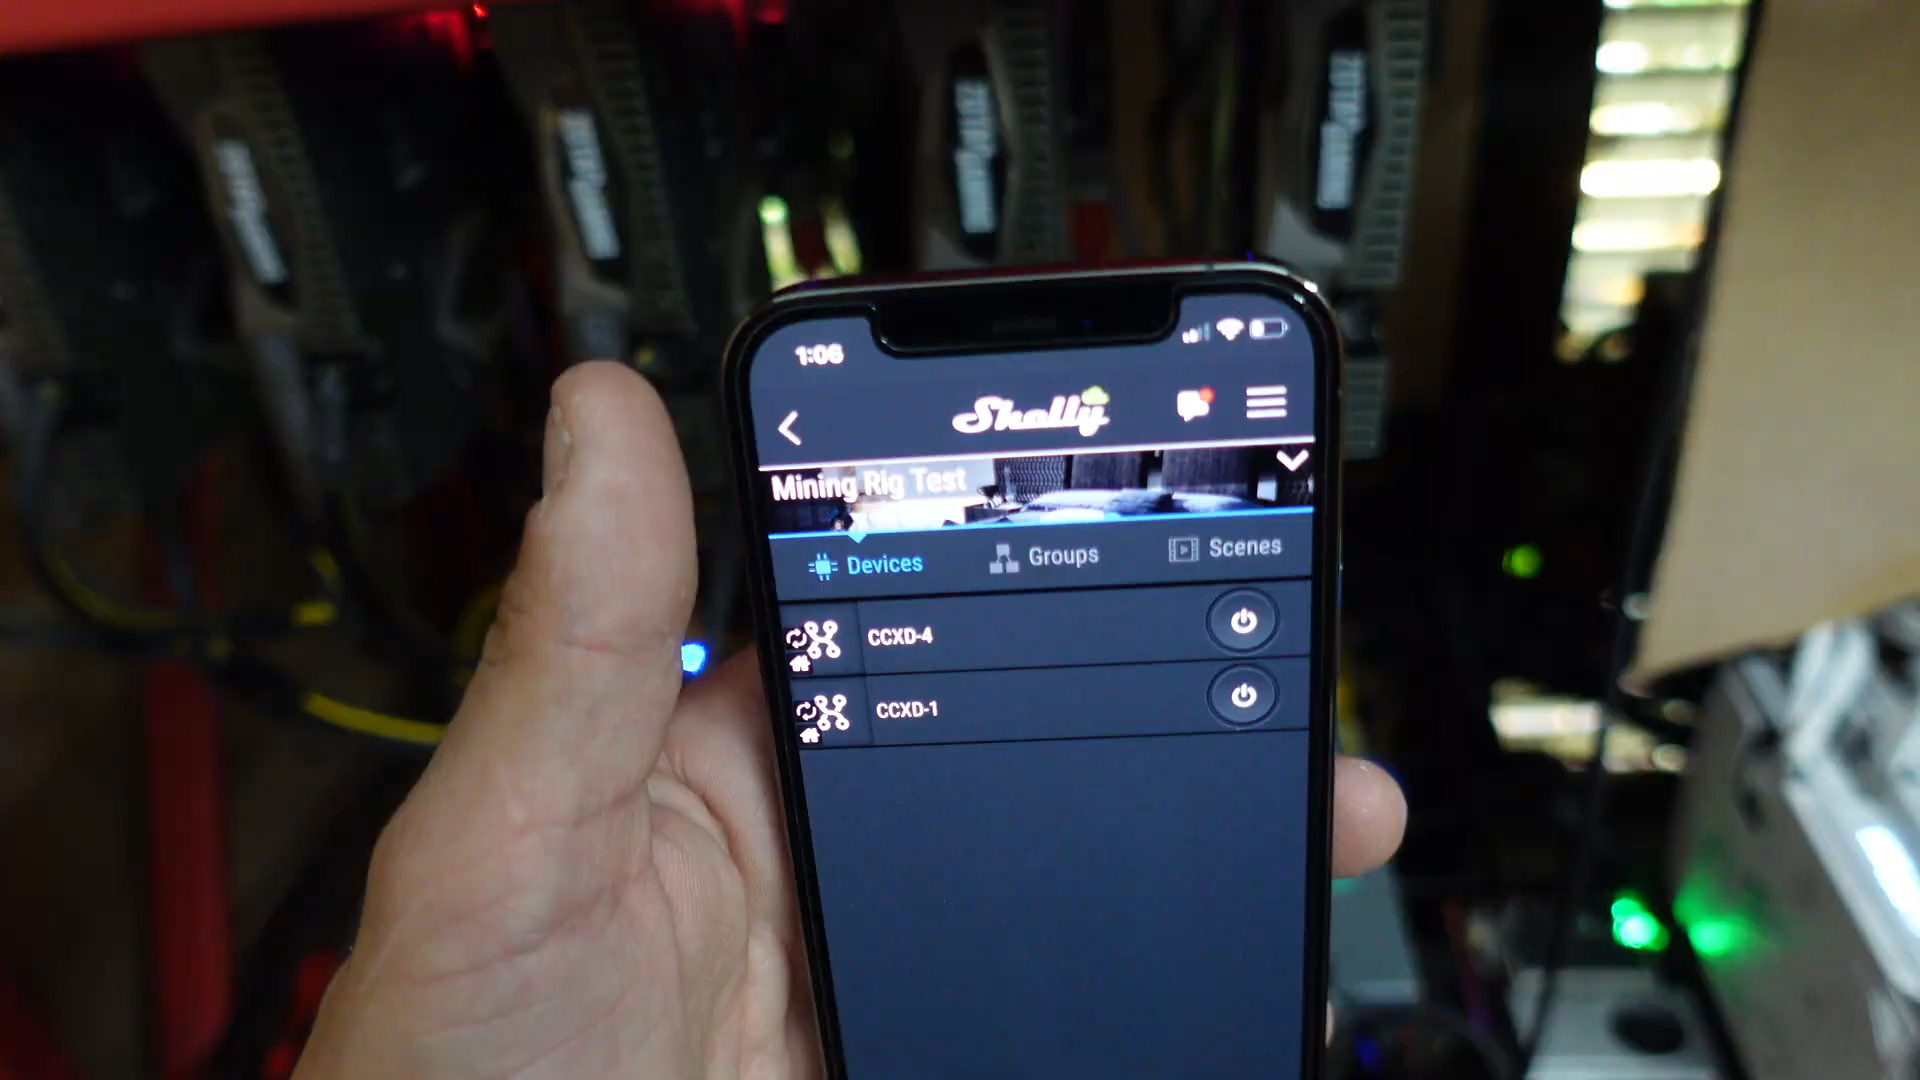 1:06
Shelly
Mining Rig Test
Devices
Groups
Scenes
CCXD-4
CCXD-1